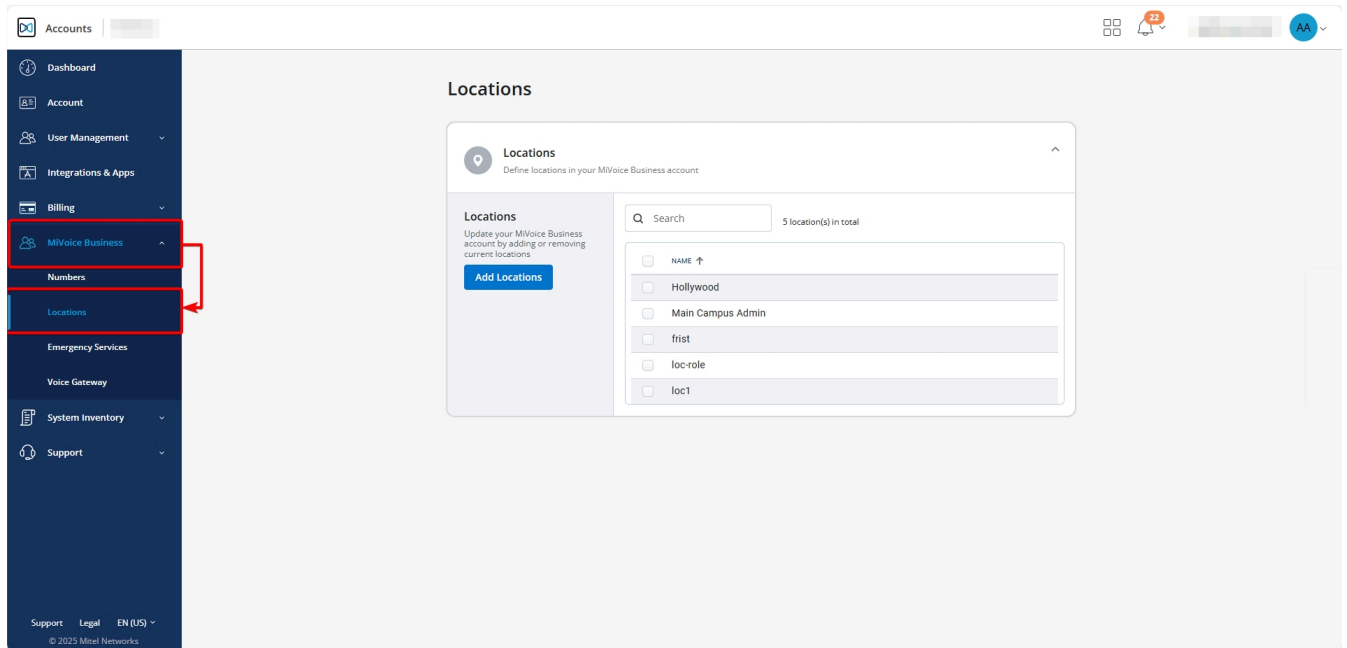 Accounts
22
AA
Dashboard
Account
User Management
Integrations & Apps
Billing
MiVoice Business
Numbers
Locations
Emergency Services
Voice Gateway
System Inventory
Support
Support Legal EN (US)
© 2025 Mitel Networks
Locations
Locations
Define locations in your MiVoice Business account
Locations
Update your MiVoice Business
account by adding or removing
current locations
Add Locations
Search
5 location(s) in total
NAME ↑
Hollywood
Main Campus Admin
frist
loc-role
loc1